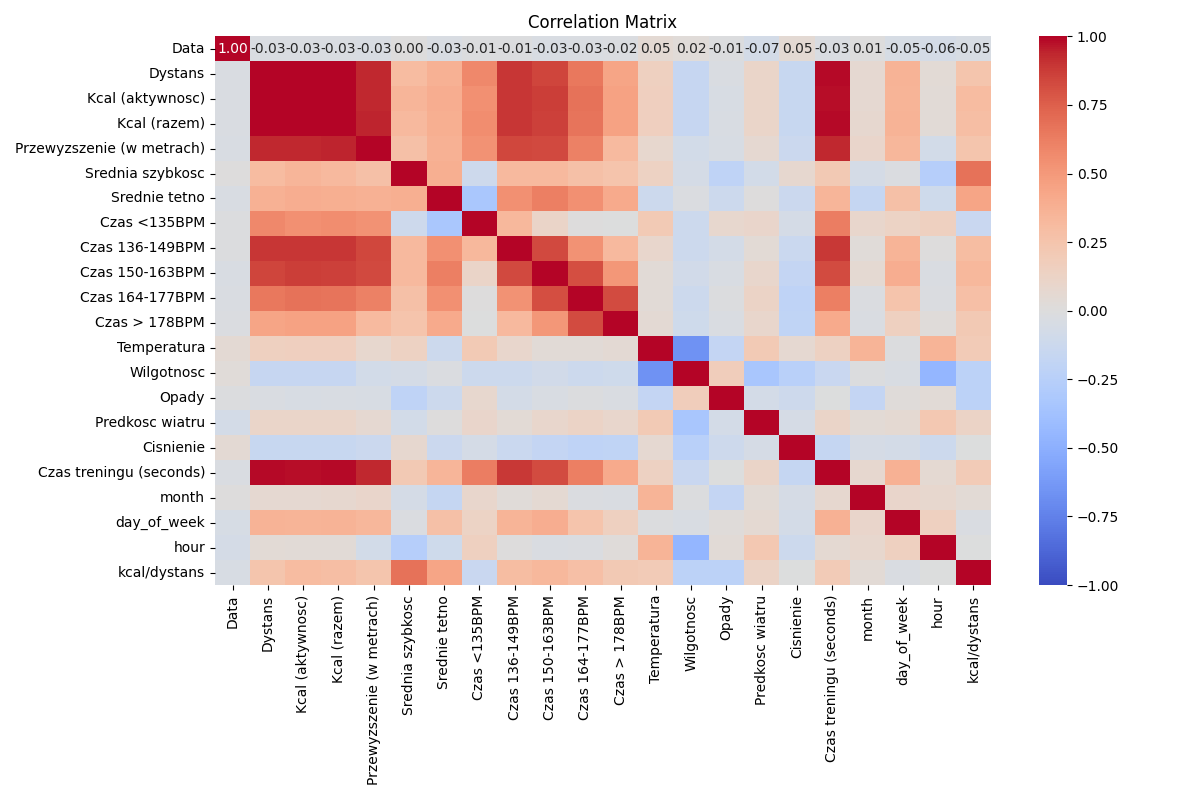 Correlation Matrix
Data 1.00 -0.03 -0.03 -0.03 -0.03 0.00 -0.03 -0.01 -0.01 -0.03 -0.03 -0.02 0.05 0.02 -0.01 -0.07 0.05 -0.03 0.01 -0.05 -0.06 -0.05
Dystans
Kcal (aktywnosc)
Kcal (razem)
Przewyzszenie (w metrach)
Srednia szybkosc
Srednie tetno
Czas <135BPM
Czas 136-149BPM
Czas 150-163BPM
Czas 164-177BPM
Czas > 178BPM
Temperatura
Wilgotnosc
Opady
Predkosc wiatru
Cisnienie
Czas treningu (seconds)
month
day_of_week
hour
kcal/dystans
Data
Dystans
Kcal (aktywnosc)
Kcal (razem)
Przewyzszenie (w metrach)
Srednia szybkosc
Srednie tetno
Czas <135BPM
Czas 136-149BPM
Czas 150-163BPM
Czas 164-177BPM
Czas > 178BPM
Temperatura
Wilgotnosc
Opady
Predkosc wiatru
Cisnienie
Czas treningu (seconds)
month
day_of_week
hour
kcal/dystans
1.00
0.75
0.50
0.25
0.00
−0.25
−0.50
−0.75
−1.00